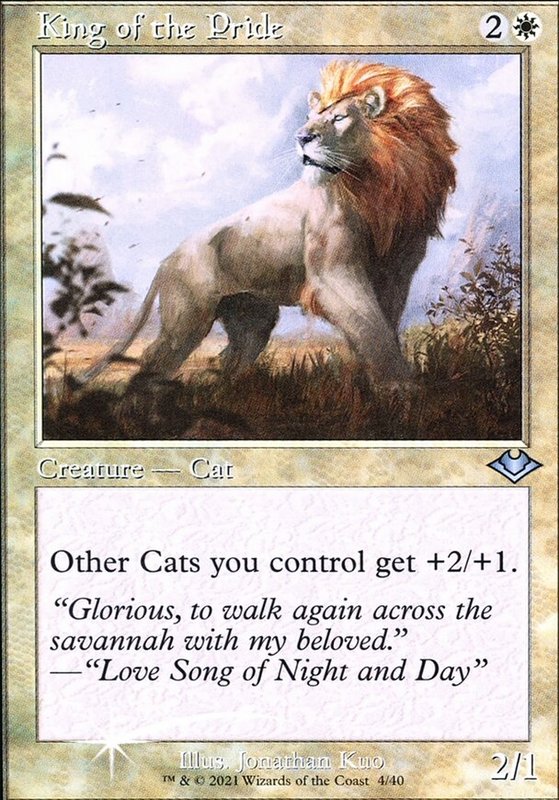 King of the Pride 2
Creature — Cat
Other Cats you control get +2/+1.
“Glorious, to walk again across the
savannah with my beloved.”
—“Love Song of Night and Day”
Illus. Jonathan Kuo
™ & © 2021 Wizards of the Coast 4/40
2/1